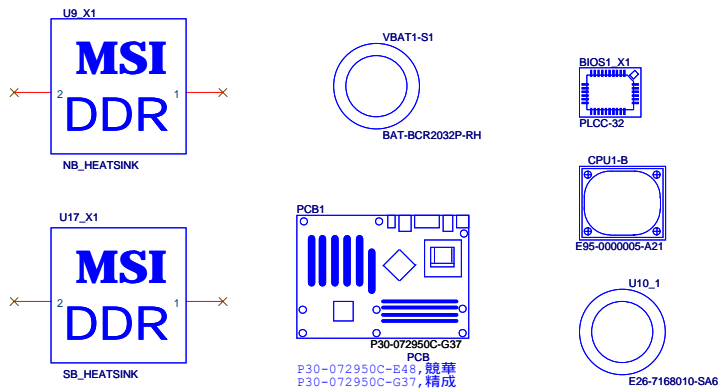 U9_X1
MSI
2
1
DDR
NB_HEATSINK
VBAT1-S1
BAT-BCR2032P-RH
BIOS1_X1
PLCC-32
CPU1-B
E95-0000005-A21
U17_X1
MSI
2
1
DDR
SB_HEATSINK
PCB1
P30-072950C-G37
PCB
P30-072950C-E48,競華
P30-072950C-G37,精成
U10_1
E26-7168010-SA6